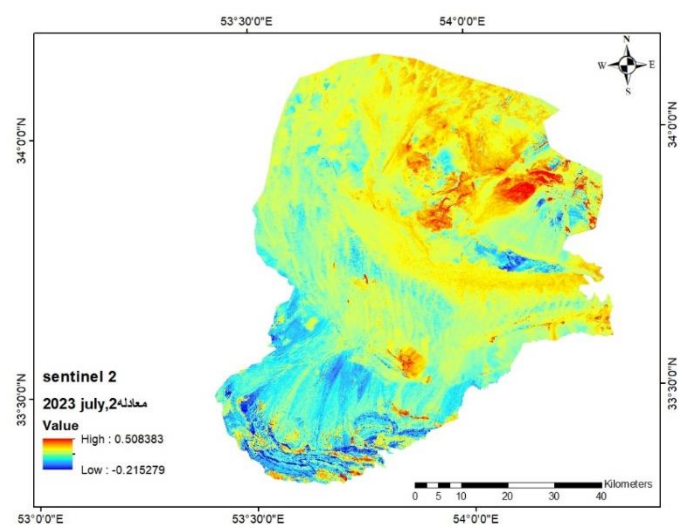 53°30'0"E 54°0'0"E
N
W E
S
34°0'0"N 34°0'0"N
33°30'0"N 33°30'0"N
sentinel 2
2023 july,2معادله
Value
High : 0.508383
Low : -0.215279
Kilometers
0 5 10 20 30 40
53°0'0"E 53°30'0"E 54°0'0"E